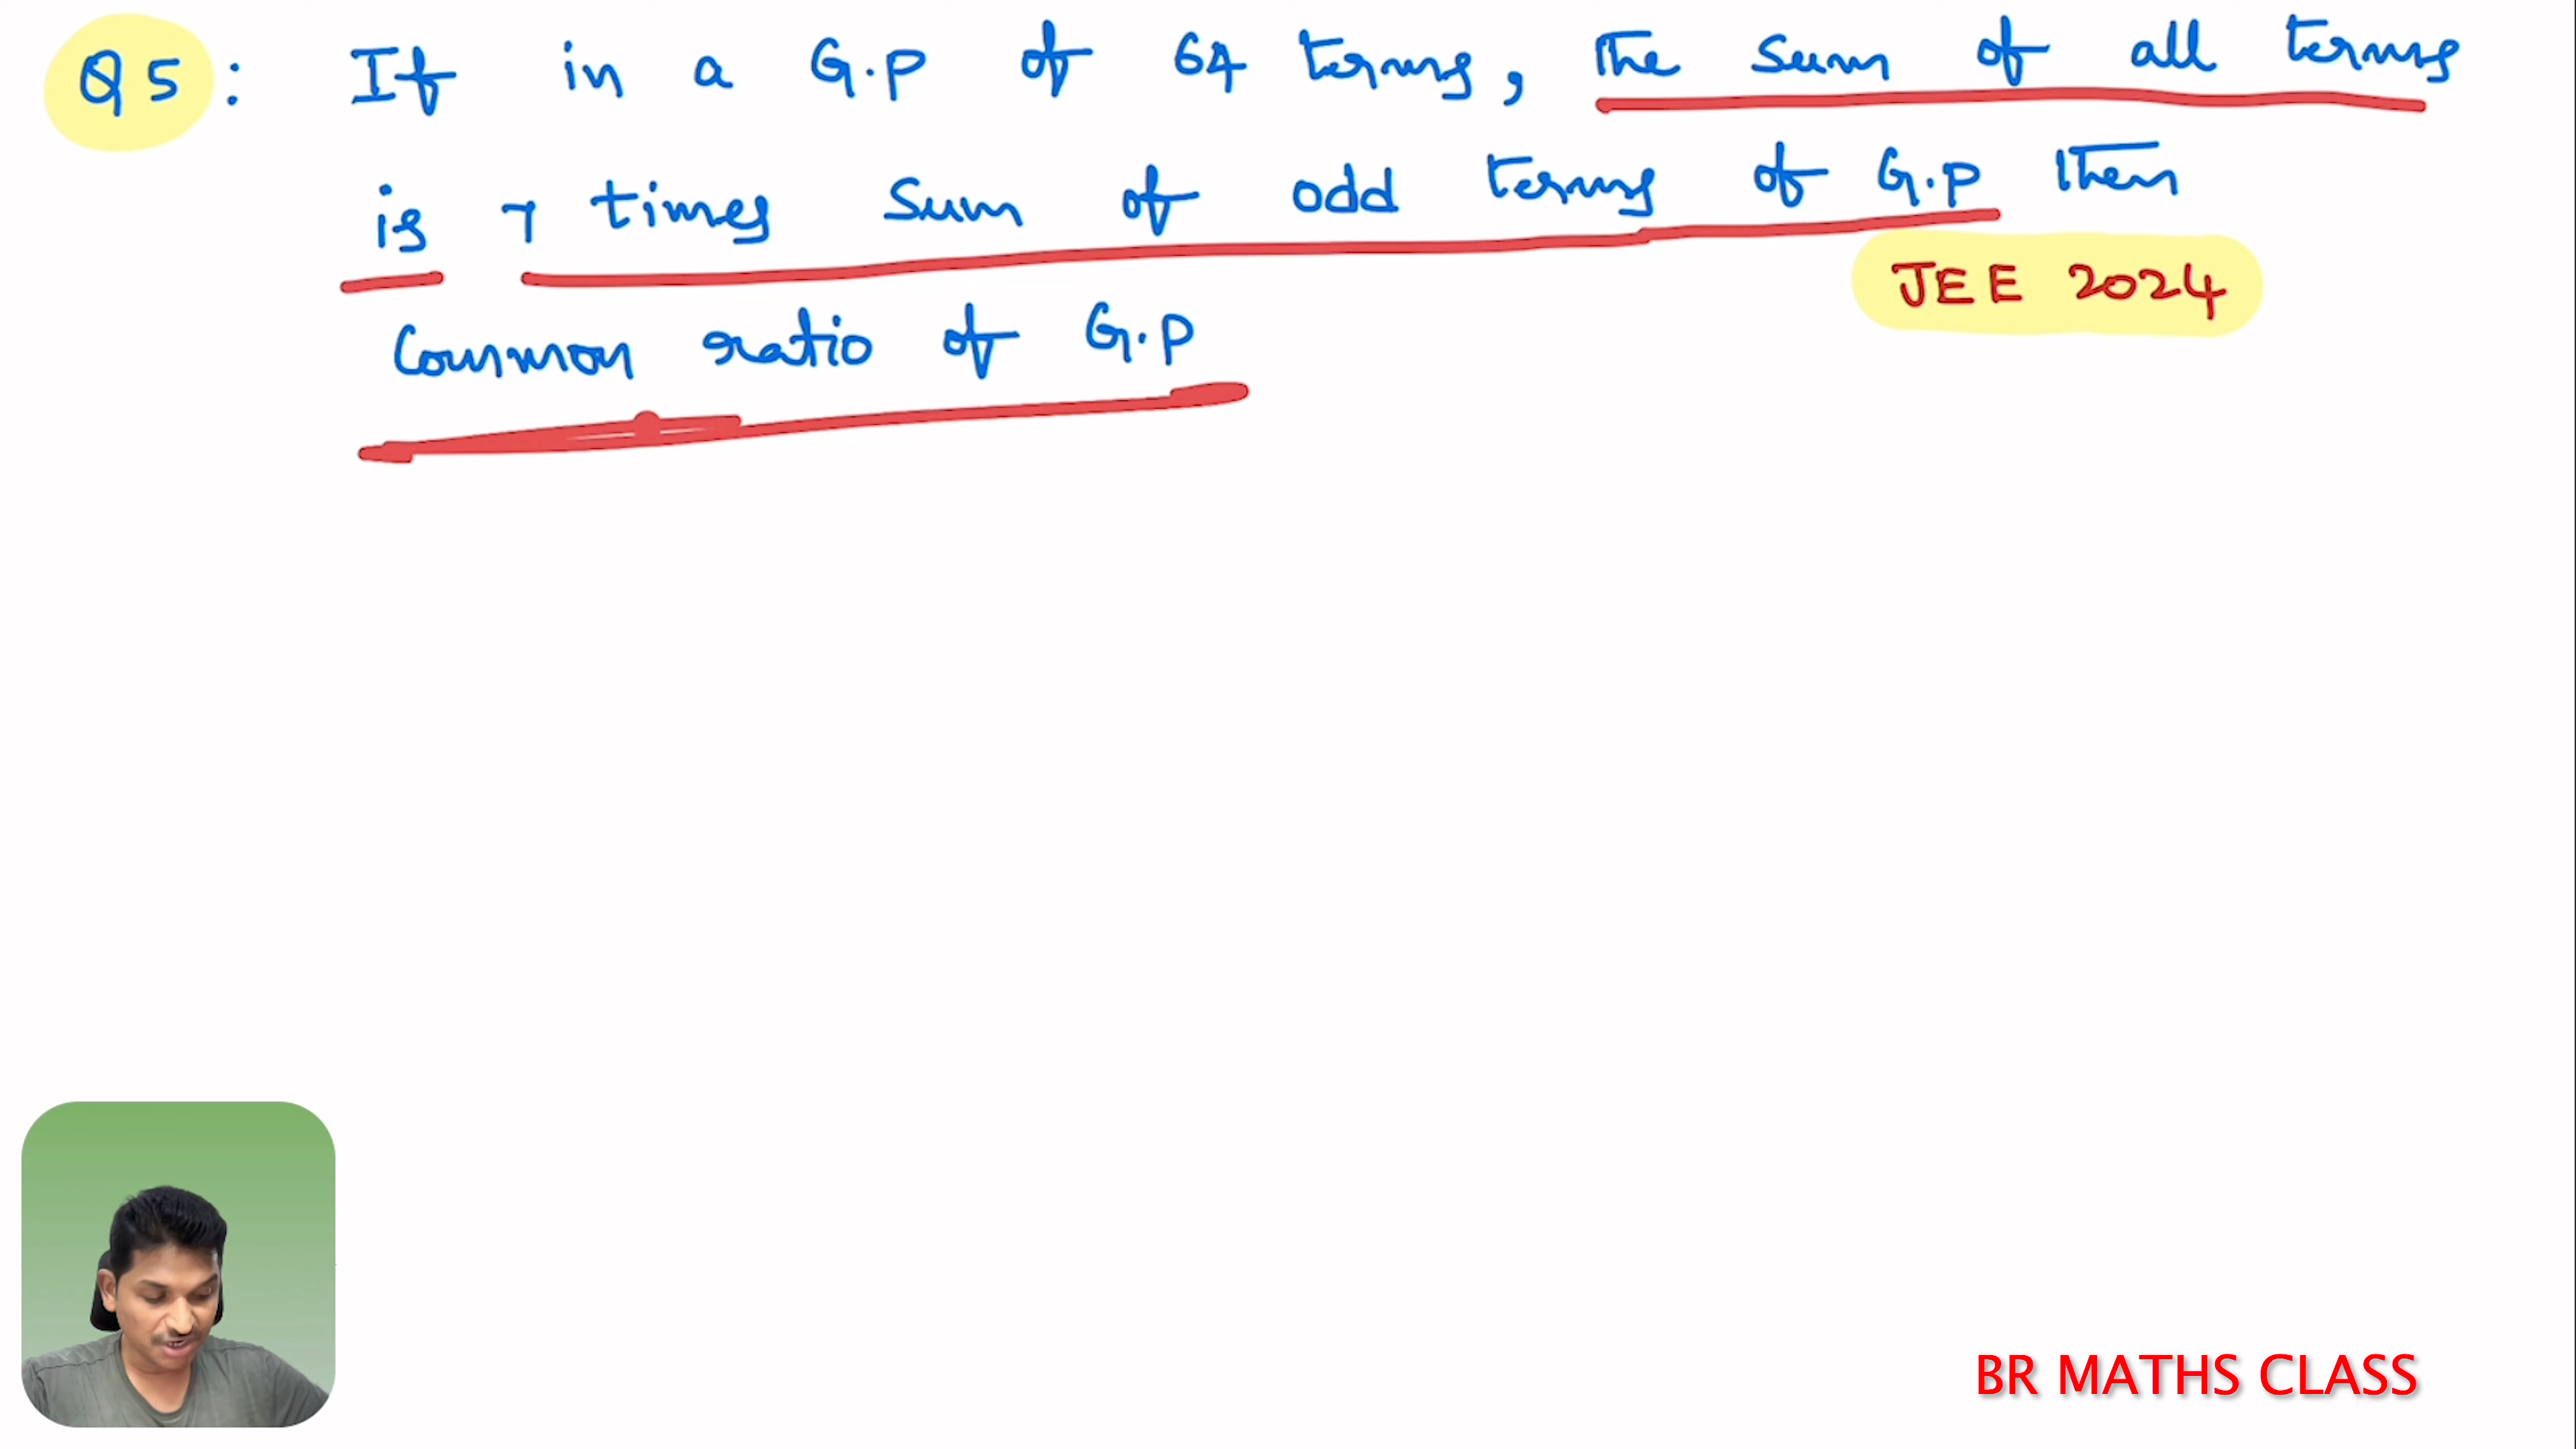 Q5: If in a G.P of 64 terms, the sum of all terms
is 7 times sum of odd terms of G.P then
JEE 2024
Common ratio of G.P
BR MATHS CLASS